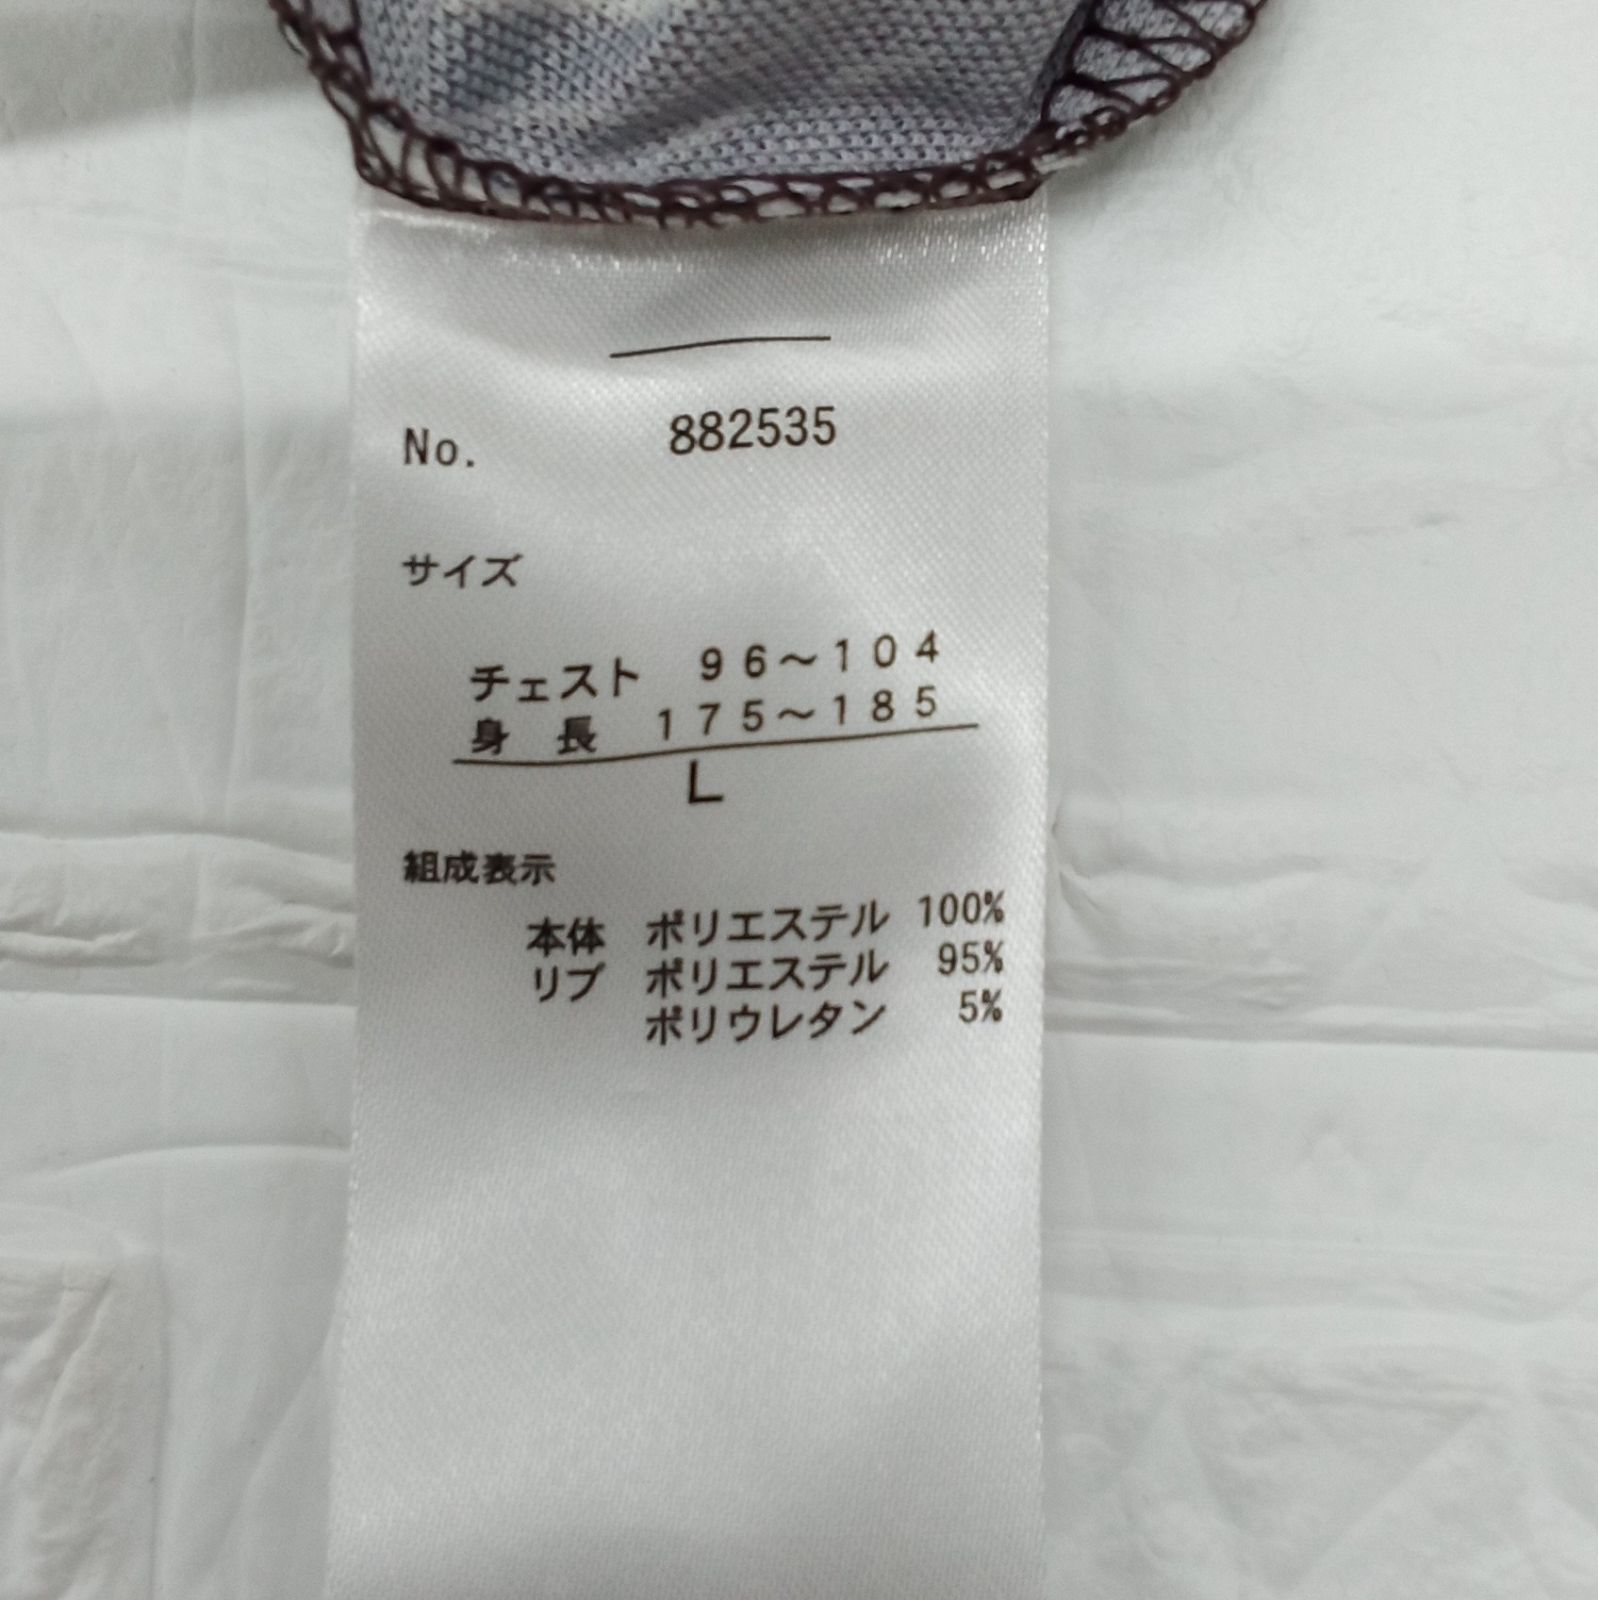 No. 882535
サイズ
チェスト 96～104
身長 175～185
L
組成表示
本体 ポリエステル 100%
リブ ポリエステル 95%
ポリウレタン 5%